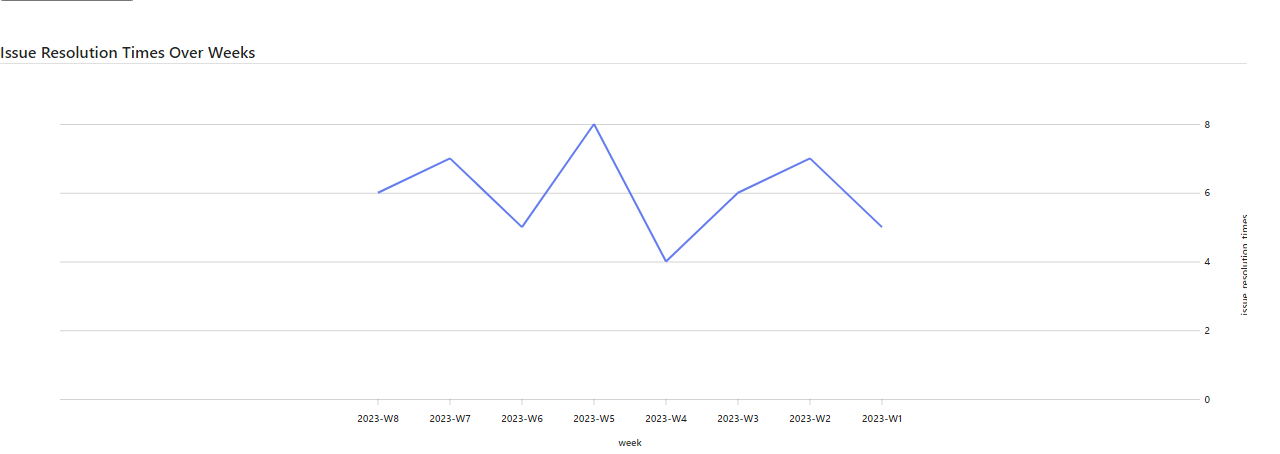 Issue Resolution Times Over Weeks
8
6
4
2
0
issue_resolution_times
2023-W8 2023-W7 2023-W6 2023-W5 2023-W4 2023-W3 2023-W2 2023-W1
week